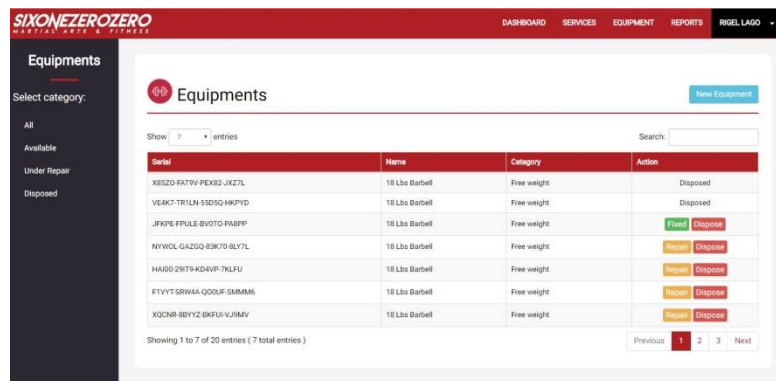 SIXONEZEROZERO
MARTIAL ARTS & FITNESS
DASHBOARD SERVICES EQUIPMENT REPORTS RIGEL LAGO
Equipments
Select category:
All
Available
Under Repair
Disposed
Equipments
New Equipment
Show 7 entries
Search:
Serial Name Category Action
X8SZO-FAT9V-PEX82-JXZ7L 18 Lbs Barbell Free weight Disposed
VE4K7-TR1LN-55D5Q-HKPYD 18 Lbs Barbell Free weight Disposed
JFKPE-FPULE-BV0TO-PA8PP 18 Lbs Barbell Free weight Fixed Dispose
NYWOL-GAZGQ-83K70-8LY7L 18 Lbs Barbell Free weight Repair Dispose
HAI00-29IT9-KD4VP-7KLFU 18 Lbs Barbell Free weight Repair Dispose
F1VYT-SRW4A-QO0UF-SMMM6 18 Lbs Barbell Free weight Repair Dispose
XQCNR-8BYYZ-BKFUI-VJ9MV 18 Lbs Barbell Free weight Repair Dispose
Showing 1 to 7 of 20 entries ( 7 total entries )
Previous 1 2 3 Next